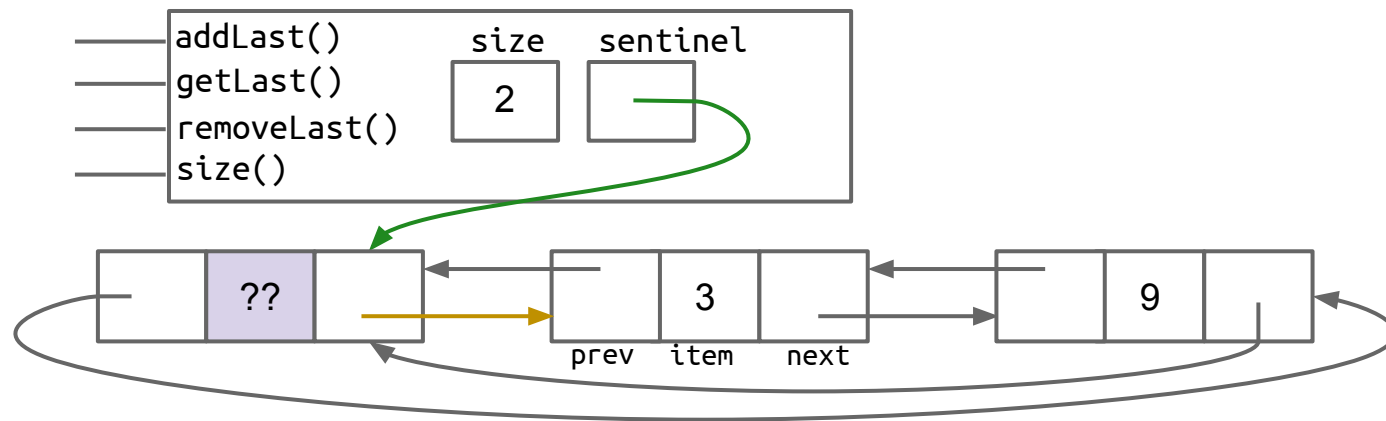 addLast()
size sentinel
getLast()
2
removeLast()
size()
?? 3 9
prev item next